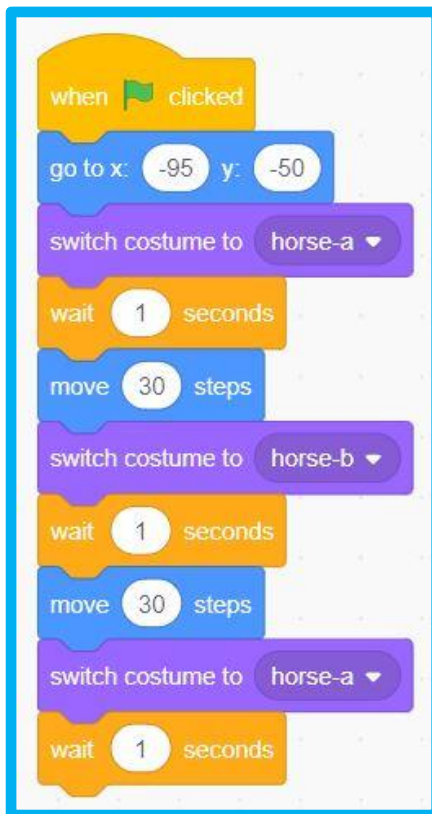 when clicked
go to x: -95 y: -50
switch costume to horse-a
wait 1 seconds
move 30 steps
switch costume to horse-b
wait 1 seconds
move 30 steps
switch costume to horse-a
wait 1 seconds